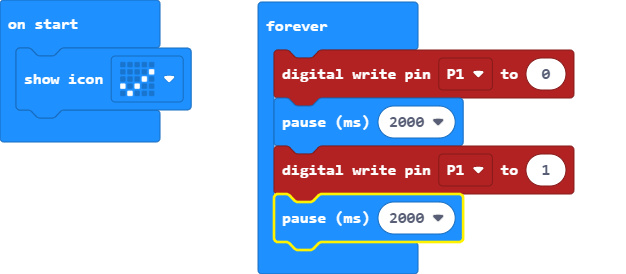 on start
show icon
forever
digital write pin P1 to 0
pause (ms) 2000
digital write pin P1 to 1
pause (ms) 2000